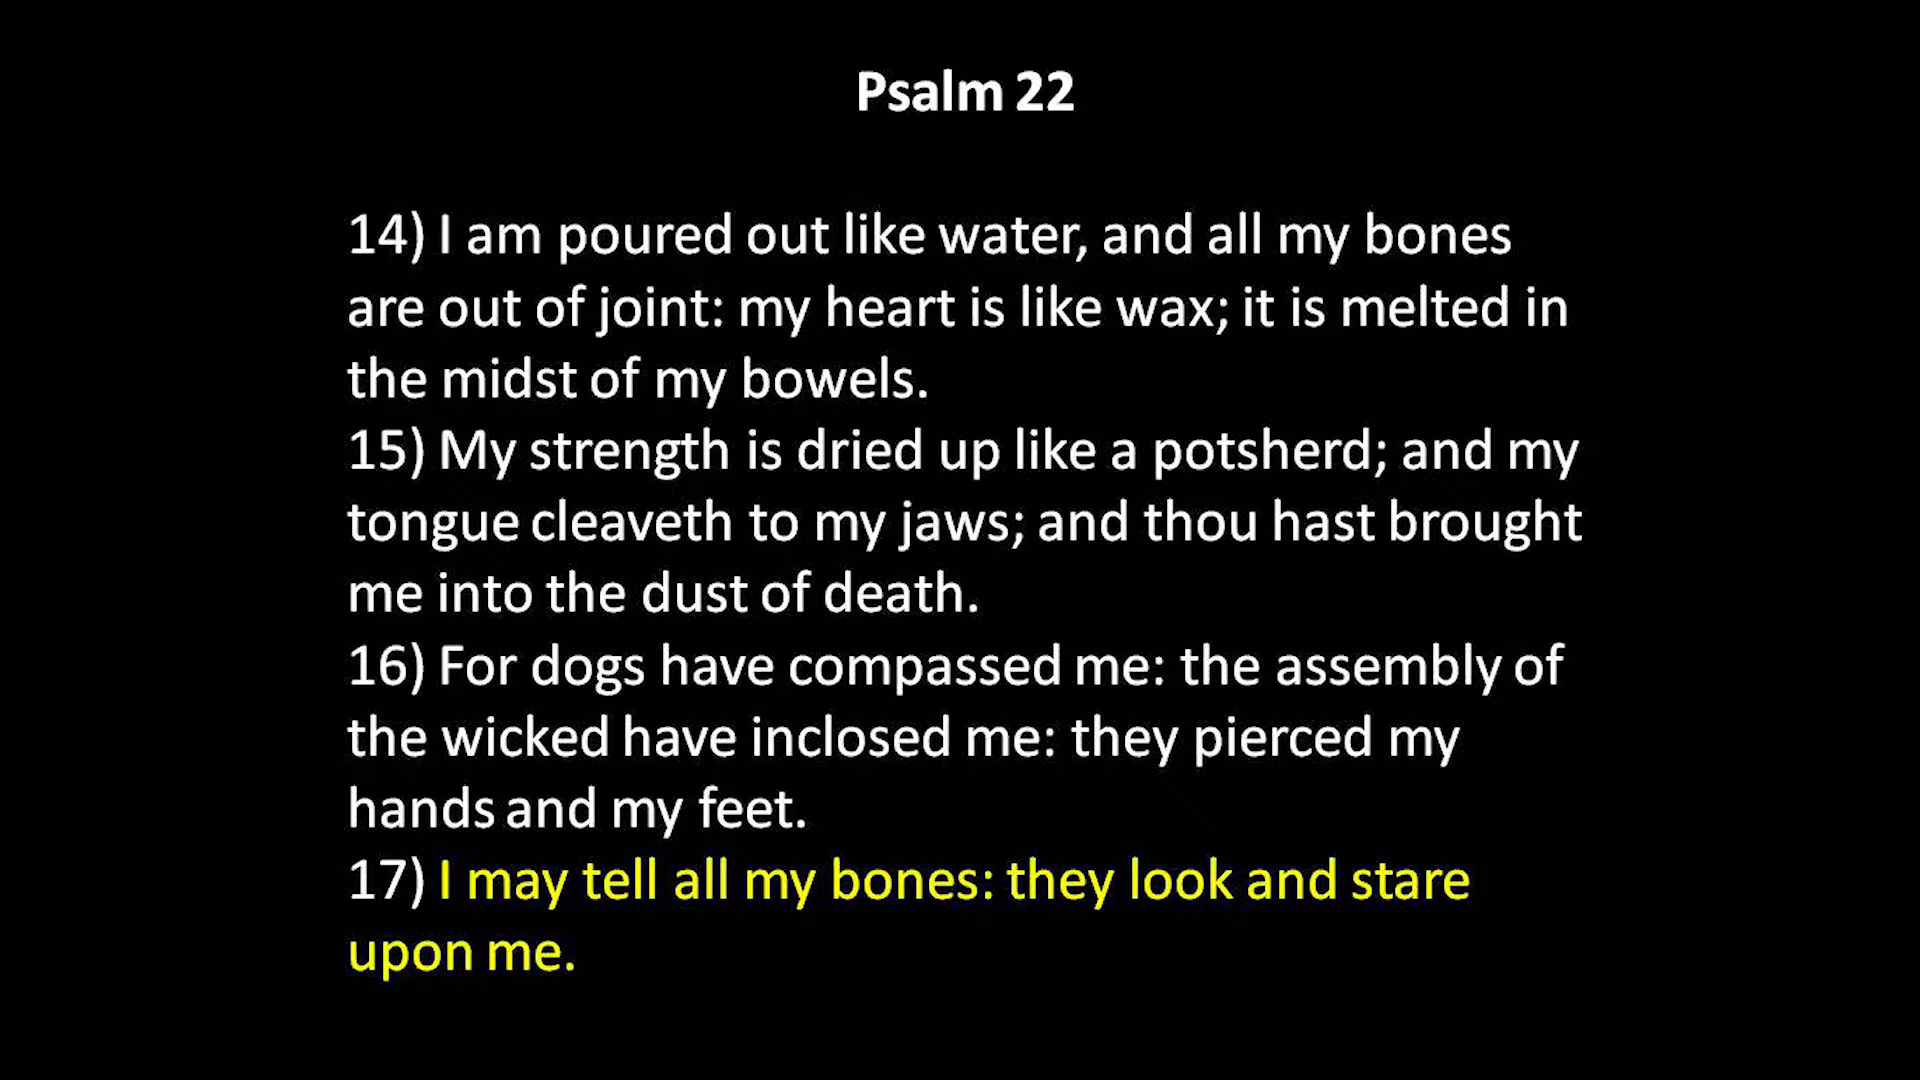 Psalm 22
14) I am poured out like water, and all my bones
are out of joint: my heart is like wax; it is melted in
the midst of my bowels.
15) My strength is dried up like a potsherd; and my
tongue cleaveth to my jaws; and thou hast brought
me into the dust of death.
16) For dogs have compassed me: the assembly of
the wicked have inclosed me: they pierced my
hands and my feet.
17) I may tell all my bones: they look and stare
upon me.